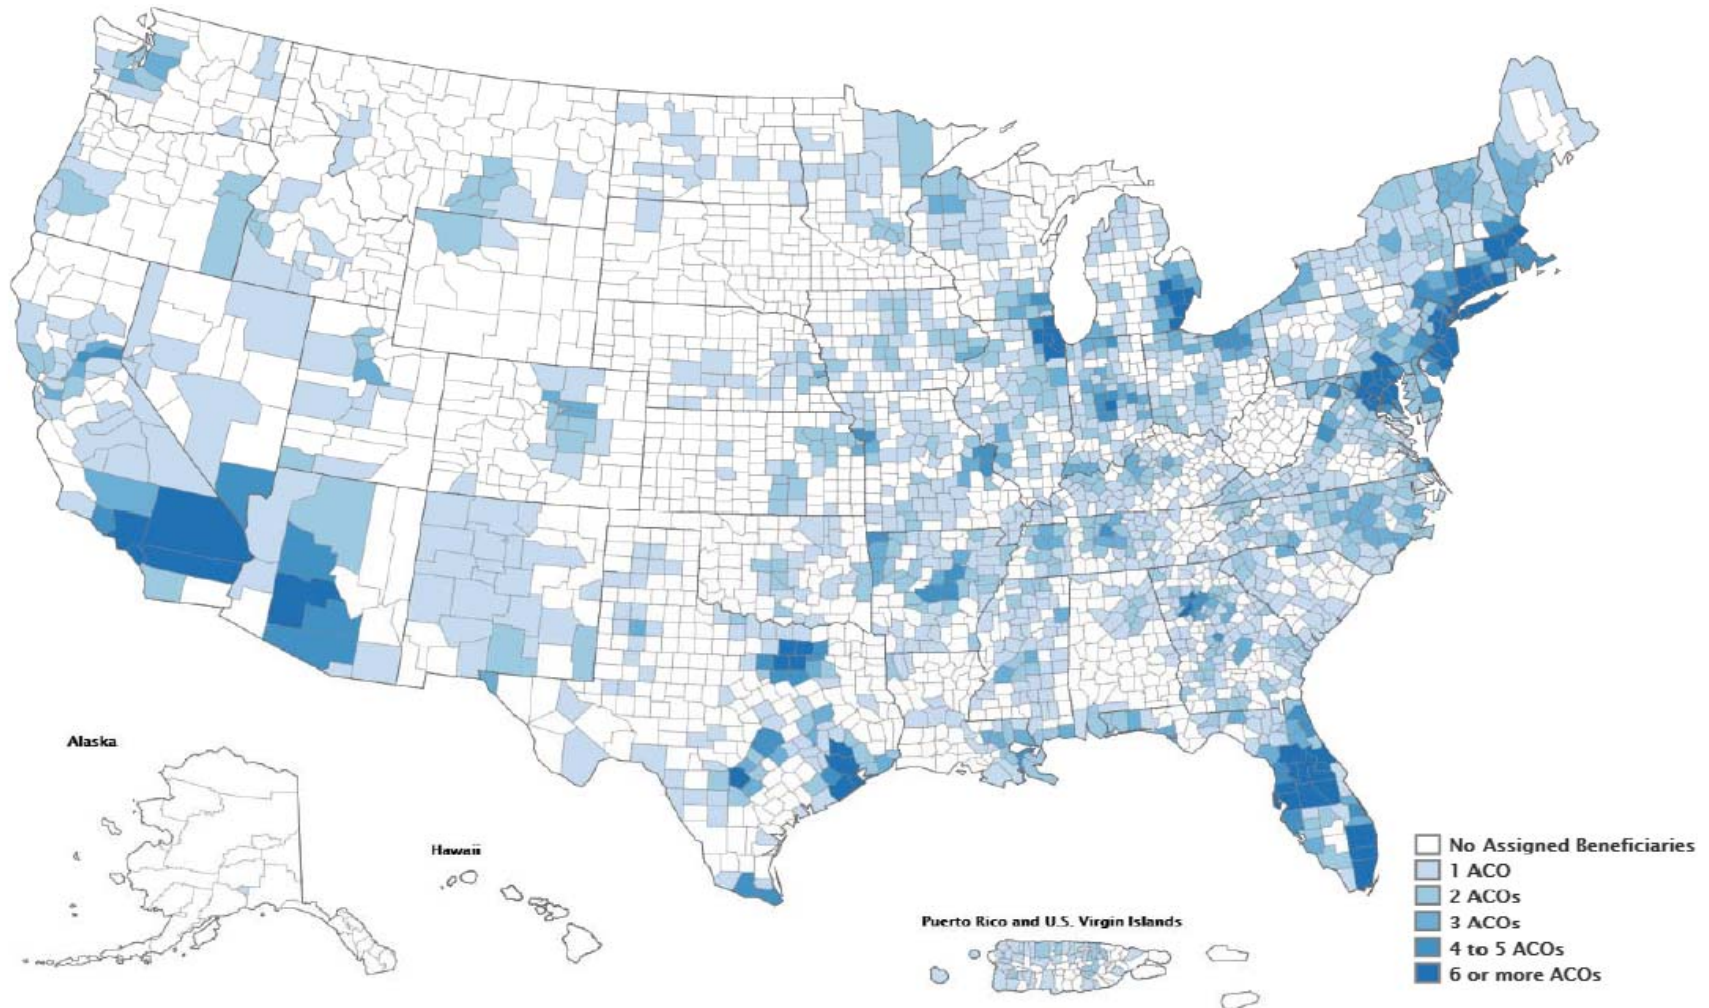 Alaska
Hawaii
Puerto Rico and U.S. Virgin Islands
No Assigned Beneficiaries
1 ACO
2 ACOs
3 ACOs
4 to 5 ACOs
6 or more ACOs